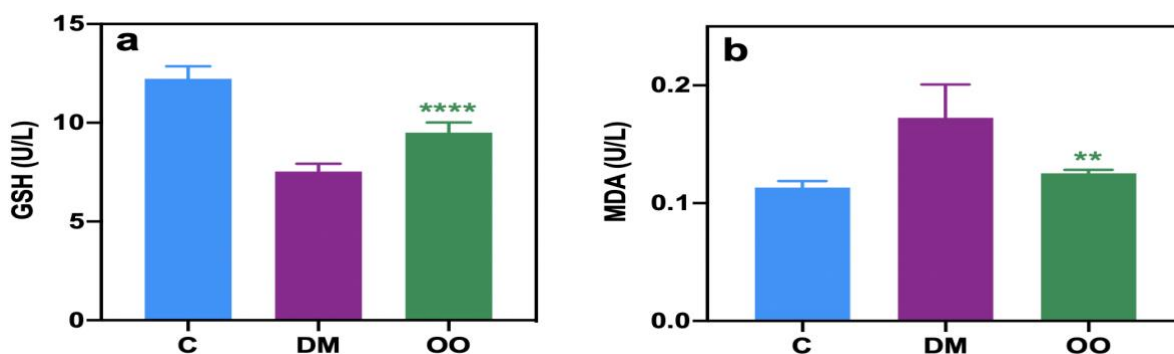 a
GSH (U/L)
15
10
5
0
****
C DM OO
b
MDA (U/L)
0.2
0.1
0.0
**
C DM OO